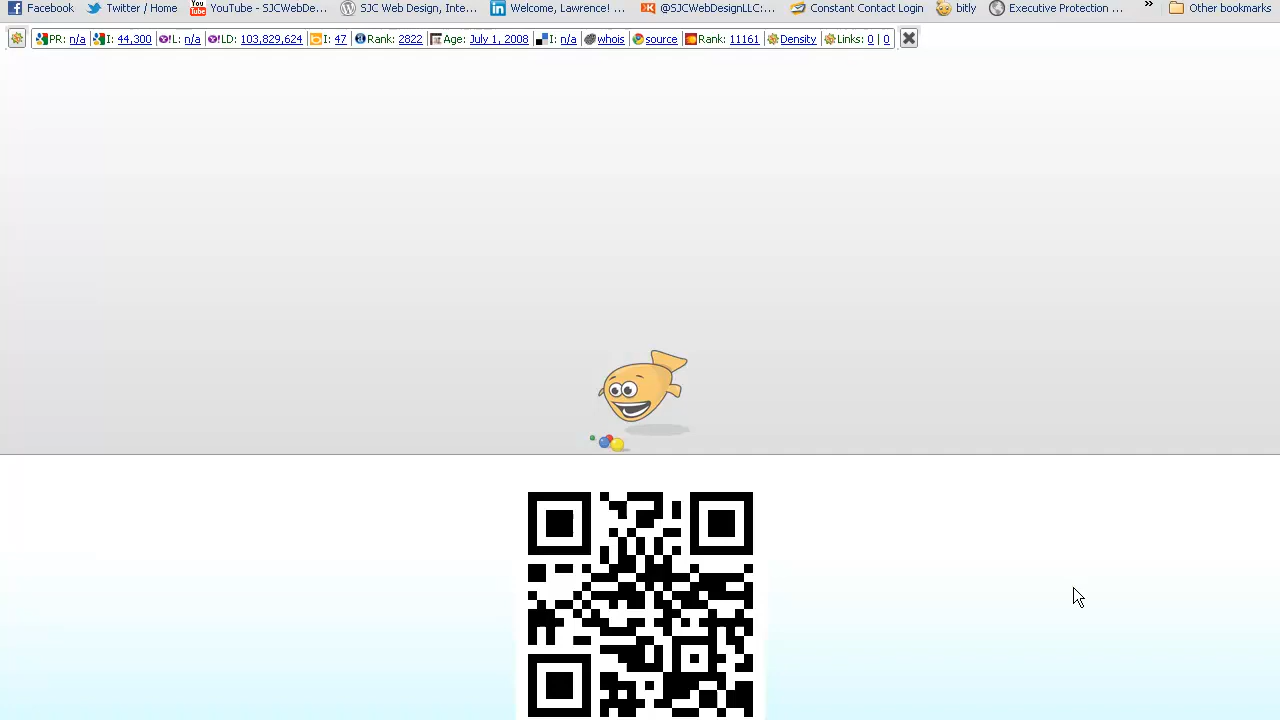 Facebook Twitter / Home YouTube - SJCWebDe... SJC Web Design, Inte... Welcome, Lawrence! ... @SJCWebDesignLLC:... Constant Contact Login bitly Executive Protection ... » Other bookmarks
PR: n/a I: 44,300 L: n/a LD: 103,829,624 I: 47 Rank: 2822 Age: July 1, 2008 I: n/a whois source Rank: 11161 Density Links: 0 | 0